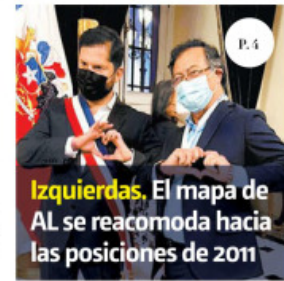 P. 4
Izquierdas. El mapa de
AL se reacomoda hacia
las posiciones de 2011